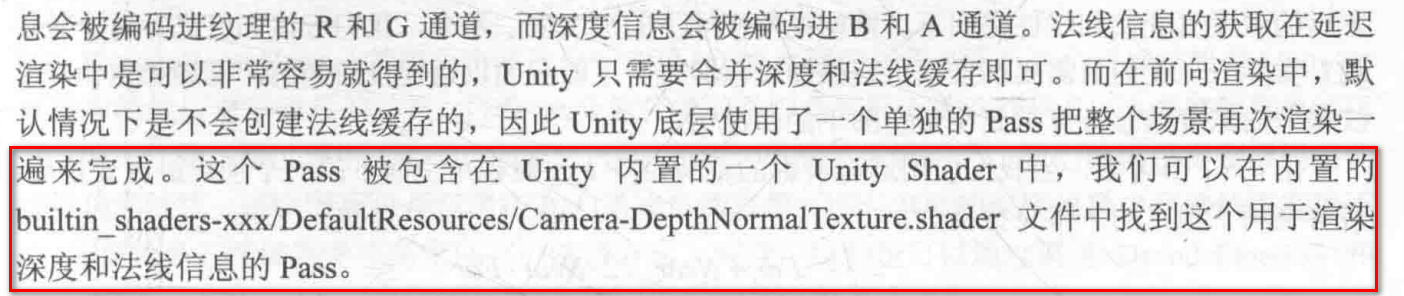 息会被编码进纹理的 R 和 G 通道，而深度信息会被编码进 B 和 A 通道。法线信息的获取在延迟
渲染中是可以非常容易就得到的，Unity 只需要合并深度和法线缓存即可。而在前向渲染中，默
认情况下是不会创建法线缓存的，因此 Unity 底层使用了一个单独的 Pass 把整个场景再次渲染一
遍来完成。这个 Pass 被包含在 Unity 内置的一个 Unity Shader 中，我们可以在内置的
builtin_shaders-xxx/DefaultResources/Camera-DepthNormalTexture.shader 文件中找到这个用于渲染
深度和法线信息的 Pass。